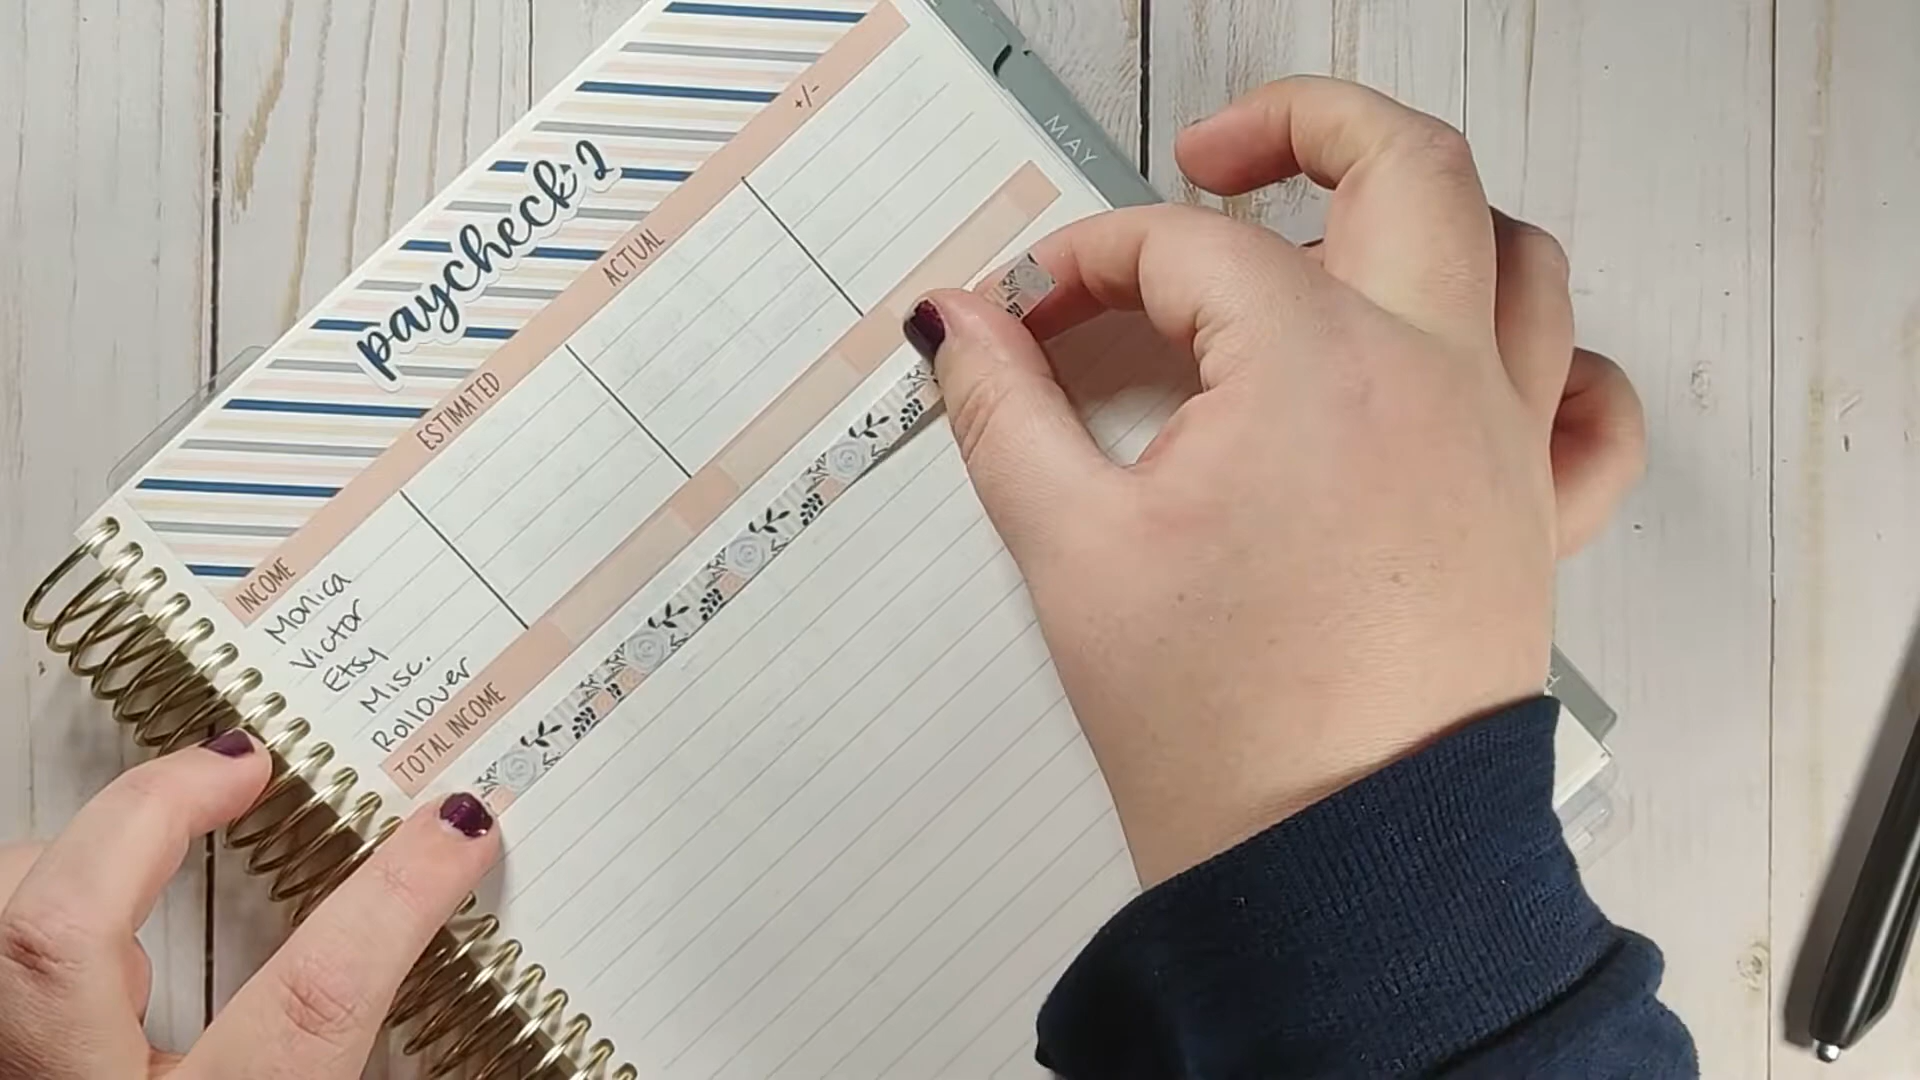 MAY
paycheck 2
INCOME ESTIMATED ACTUAL +/-
Monica
Victor
Etsy
Misc.
Rollover
TOTAL INCOME